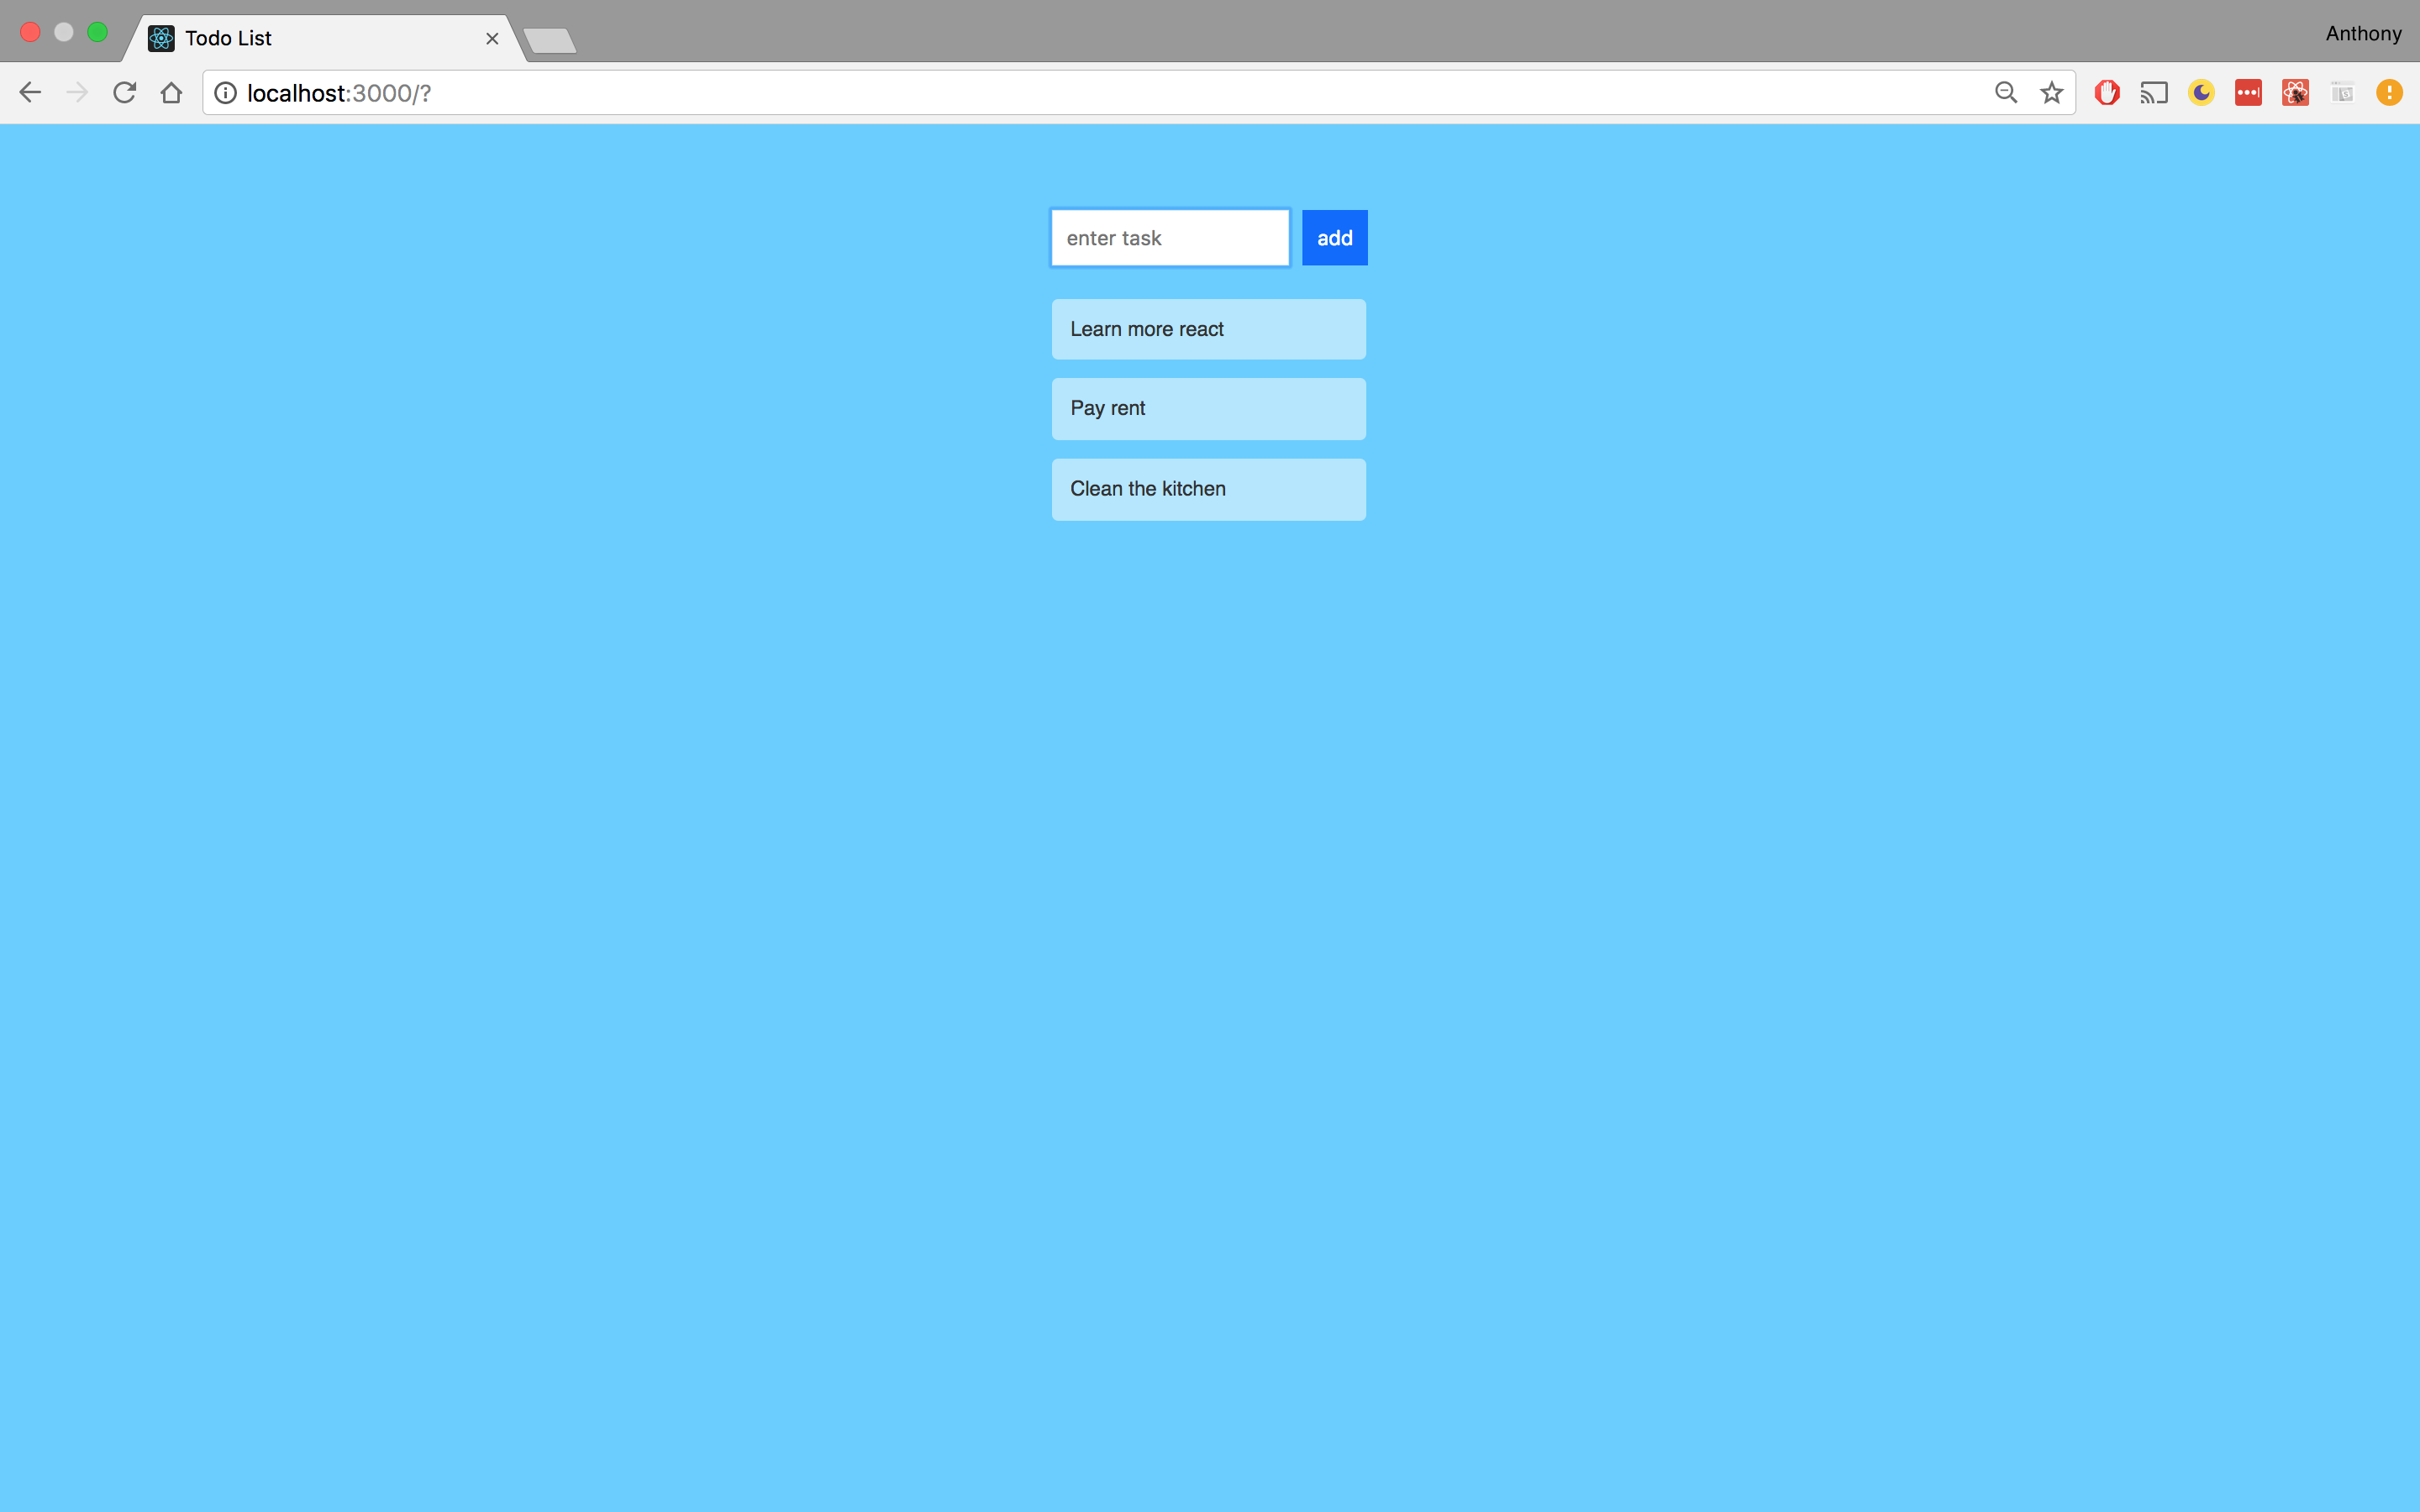 Todo List
Anthony
localhost:3000/?
enter task
add
Learn more react
Pay rent
Clean the kitchen